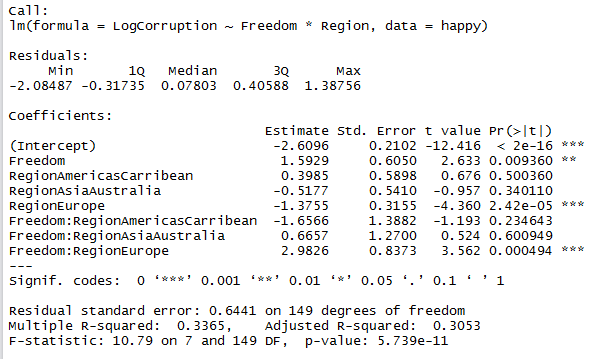 Call:
lm(formula = LogCorruption ~ Freedom * Region, data = happy)
Residuals:
Min 1Q Median 3Q Max
-2.08487 -0.31735 0.07803 0.40588 1.38756
Coefficients:
Estimate Std. Error t value Pr(>|t|)
(Intercept) -2.6096 0.2102 -12.416 < 2e-16 ***
Freedom 1.5929 0.6050 2.633 0.009360 **
RegionAmericasCarribean 0.3985 0.5898 0.676 0.500360
RegionAsiaAustralia -0.5177 0.5410 -0.957 0.340110
RegionEurope -1.3755 0.3155 -4.360 2.42e-05 ***
Freedom:RegionAmericasCarribean -1.6566 1.3882 -1.193 0.234643
Freedom:RegionAsiaAustralia 0.6657 1.2700 0.524 0.600949
Freedom:RegionEurope 2.9826 0.8373 3.562 0.000494 ***
---
Signif. codes: 0 ‘***’ 0.001 ‘**’ 0.01 ‘*’ 0.05 ‘.’ 0.1 ‘ ’ 1
Residual standard error: 0.6441 on 149 degrees of freedom
Multiple R-squared: 0.3365, Adjusted R-squared: 0.3053
F-statistic: 10.79 on 7 and 149 DF, p-value: 5.739e-11